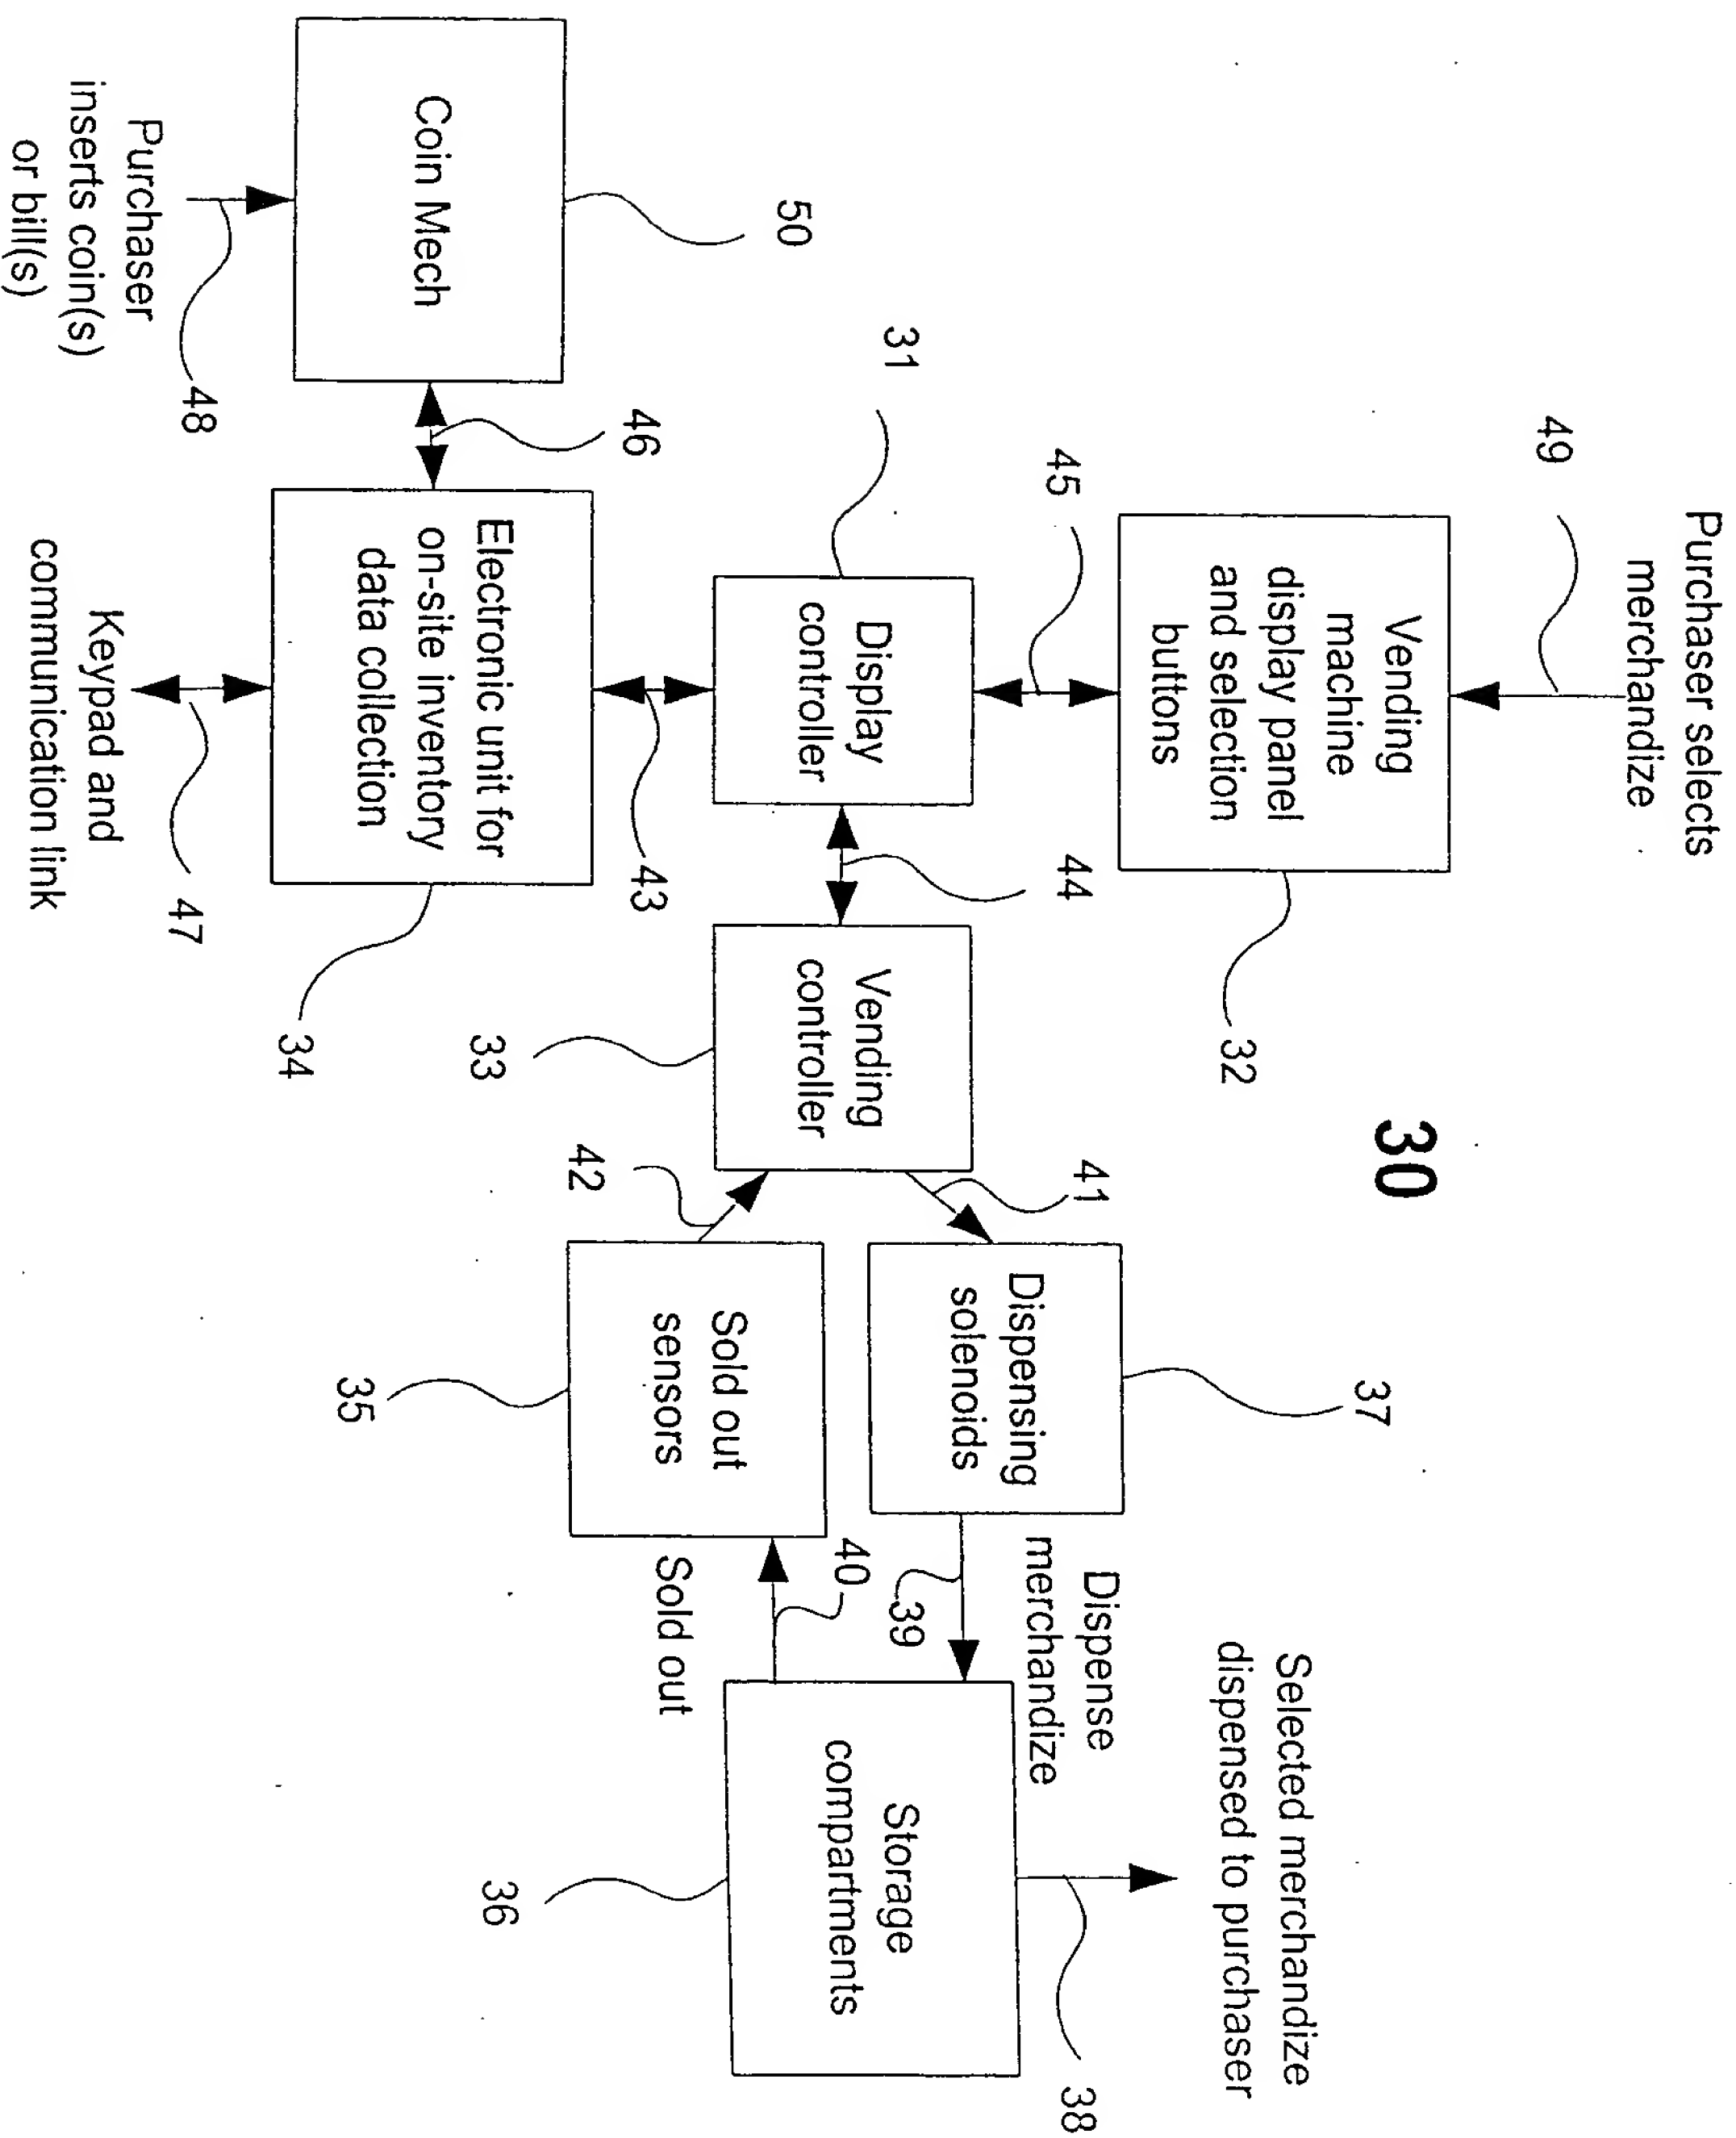 Purchaser selects
merchandize
49
Vending
machine
display panel
and selection
buttons
32
30
45
31
Display
controller
44
Vending
controller
33
41
42
Dispensing
solenoids
37
Sold out
sensors
35
Dispense
merchandize
39
40
Sold out
Storage
compartments
36
Selected merchandize
dispensed to purchaser
38
50
Coin Mech
46
43
Electronic unit for
on-site inventory
data collection
34
48
Purchaser
inserts coin(s)
or bill(s)
47
Keypad and
communication link